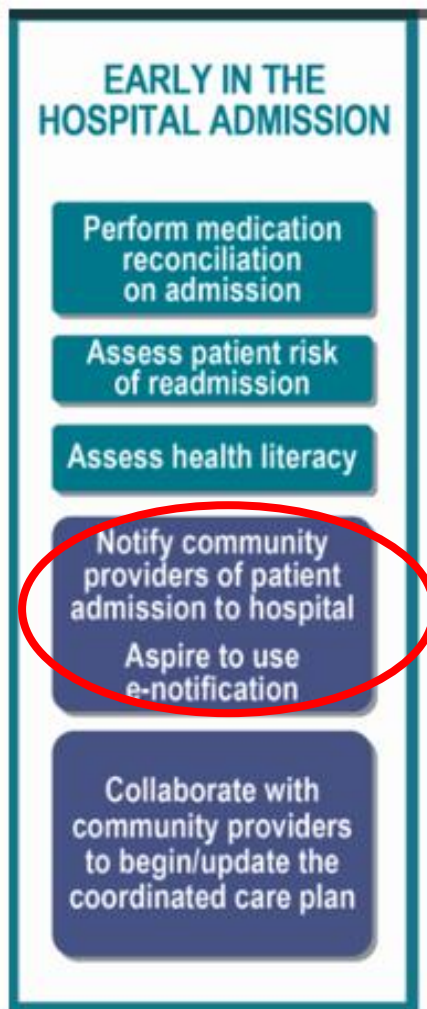 EARLY IN THE
HOSPITAL ADMISSION
Perform medication
reconciliation
on admission
Assess patient risk
of readmission
Assess health literacy
Notify community
providers of patient
admission to hospital
Aspire to use
e-notification
Collaborate with
community providers
to begin/update the
coordinated care plan